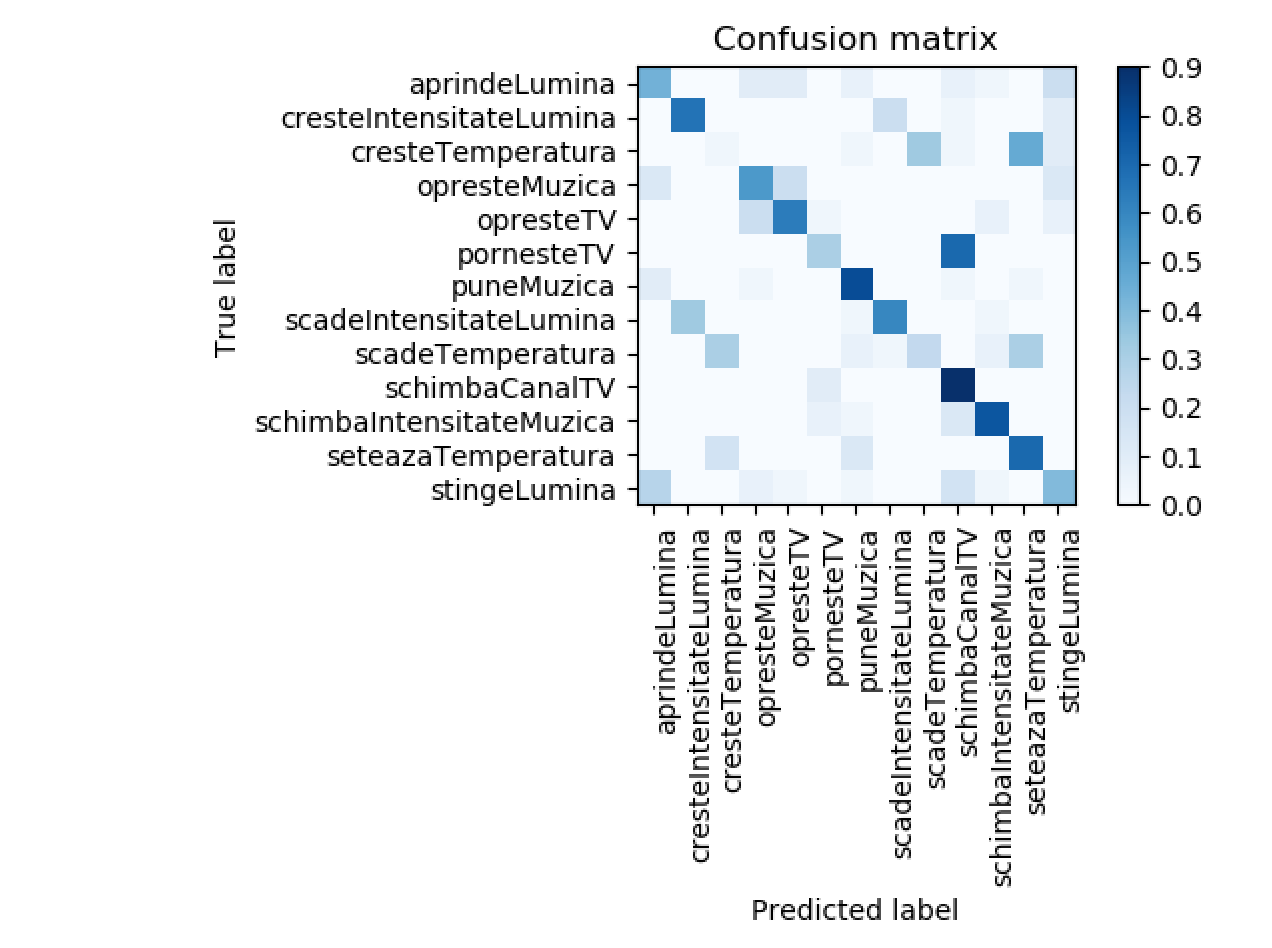 Confusion matrix
aprindeLumina
cresteIntensitateLumina
cresteTemperatura
opresteMuzica
opresteTV
pornesteTV
puneMuzica
scadeIntensitateLumina
scadeTemperatura
schimbaCanalTV
schimbaIntensitateMuzica
seteazaTemperatura
stingeLumina
True label
0.9
0.8
0.7
0.6
0.5
0.4
0.3
0.2
0.1
0.0
aprindeLumina
cresteIntensitateLumina
cresteTemperatura
opresteMuzica
opresteTV
pornesteTV
puneMuzica
scadeIntensitateLumina
scadeTemperatura
schimbaCanalTV
schimbaIntensitateMuzica
seteazaTemperatura
stingeLumina
Predicted label